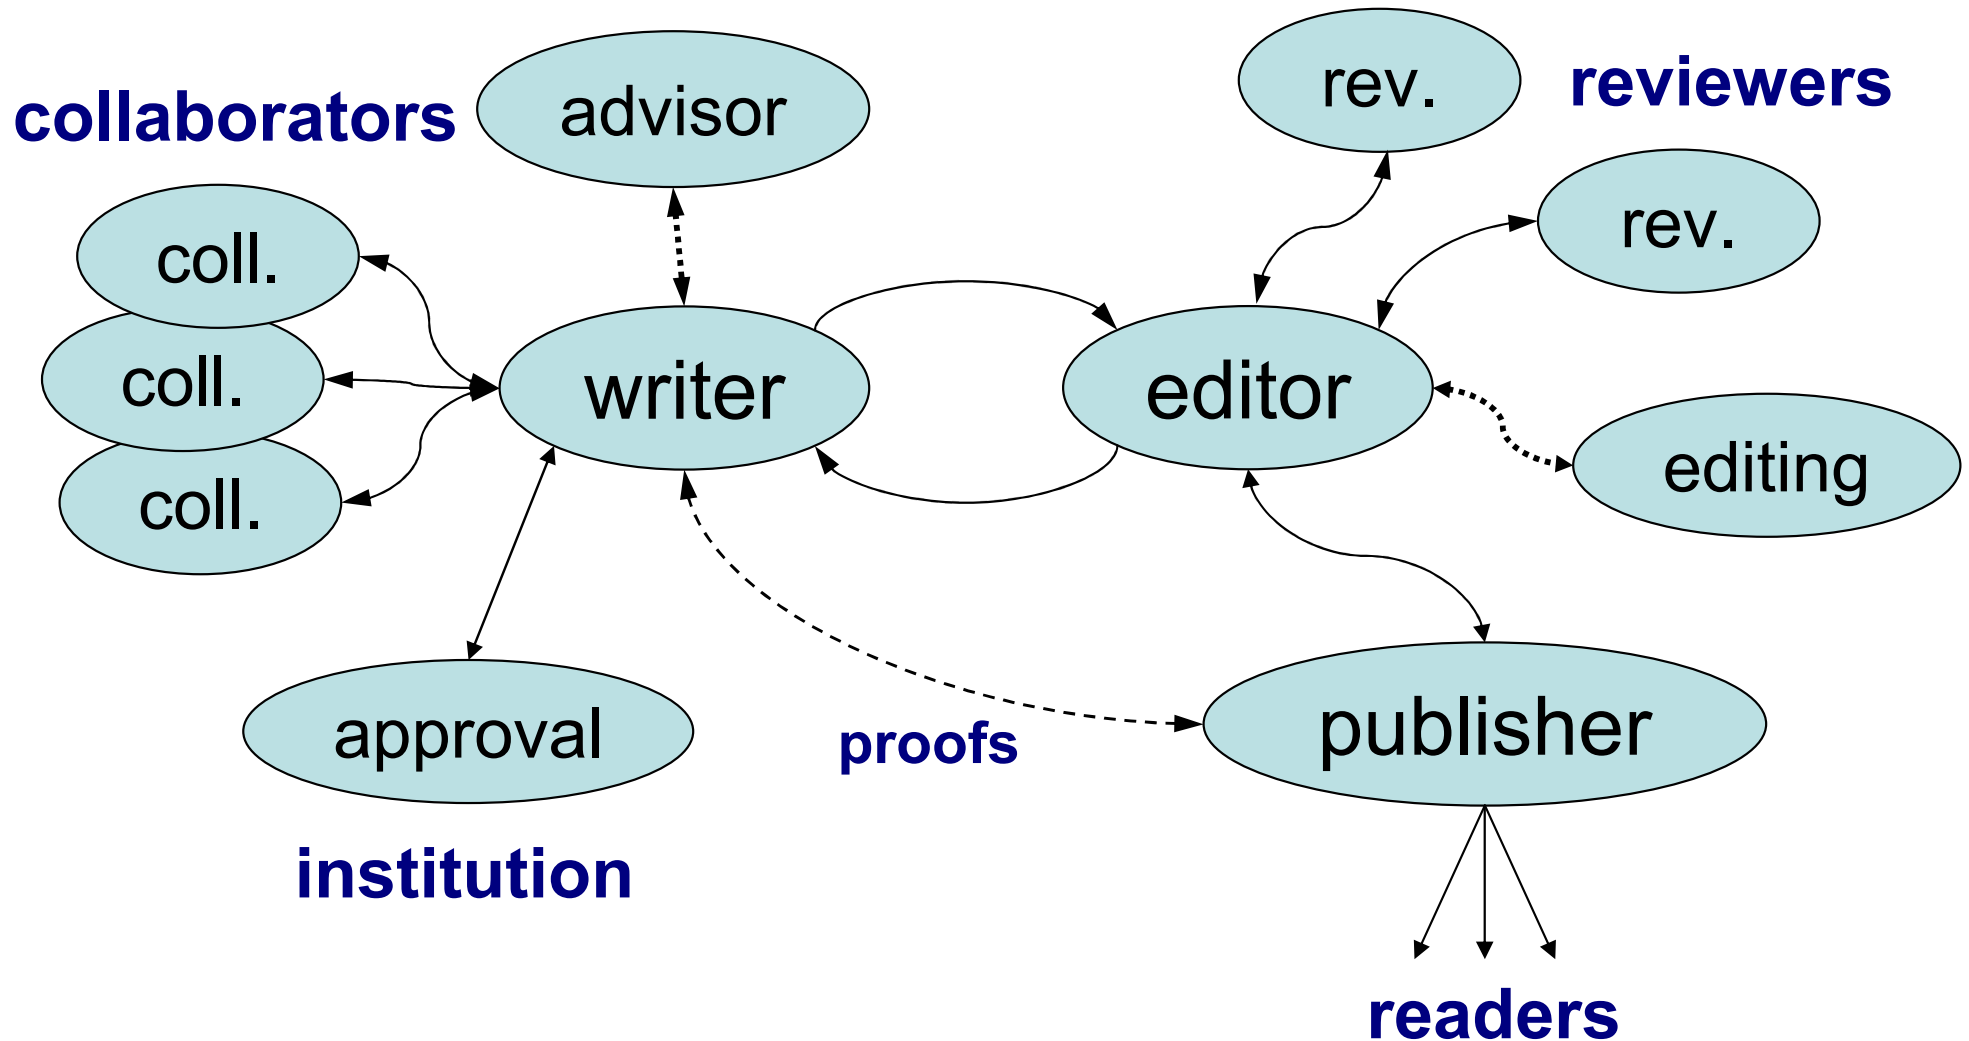 collaborators
advisor
rev.
reviewers
coll.
rev.
coll.
writer
editor
coll.
editing
approval
proofs
publisher
institution
readers